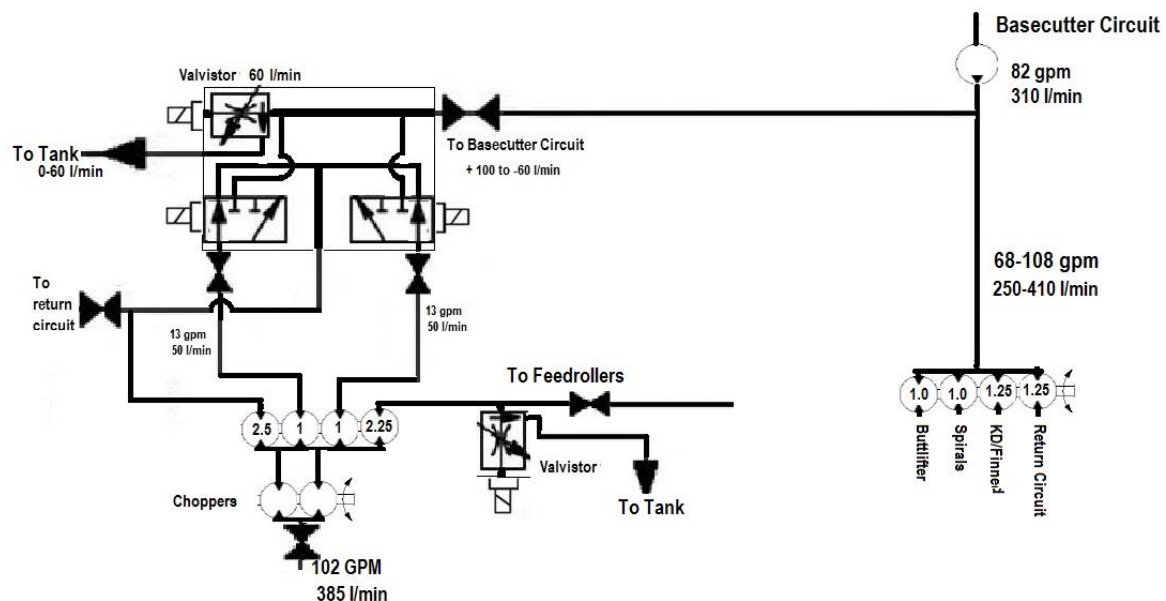 Basecutter Circuit
82 gpm
310 l/min
Valvistor 60 l/min
To Tank
0-60 l/min
To Basecutter Circuit
+ 100 to -60 l/min
68-108 gpm
250-410 l/min
To
return
circuit
13 gpm
50 l/min
13 gpm
50 l/min
To Feedrollers
2.5 1 1 2.25
Valvistor
To Tank
Choppers
102 GPM
385 l/min
1.0 1.0 1.25 1.25
Buttlifter
Spirals
KD/Finned
Return Circuit